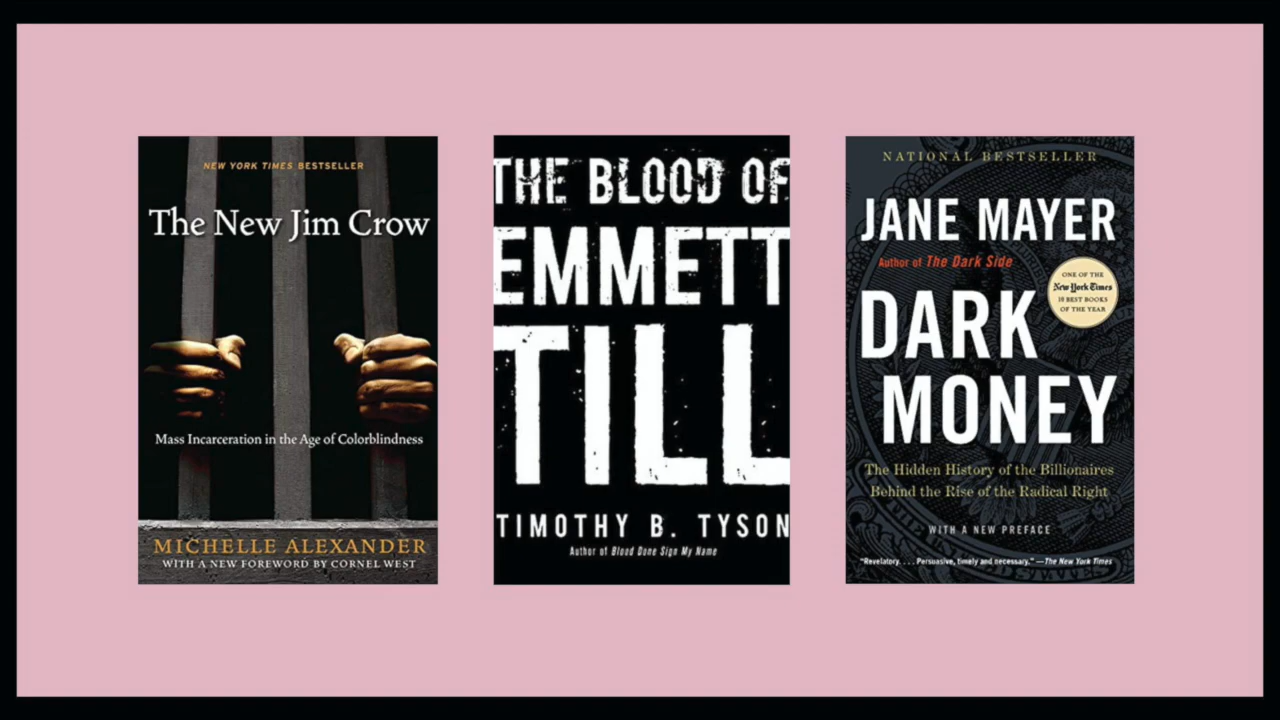 NEW YORK TIMES BESTSELLER
The New Jim Crow
Mass Incarceration in the Age of Colorblindness
MICHELLE ALEXANDER
WITH A NEW FOREWORD BY CORNEL WEST
THE BLOOD OF
EMMETT
TILL
TIMOTHY B. TYSON
Author of Blood Done Sign My Name
NATIONAL BESTSELLER
JANE MAYER
Author of The Dark Side
ONE OF THE
New York Times
10 BEST BOOKS
OF THE YEAR
DARK
MONEY
The Hidden History of the Billionaires
Behind the Rise of the Radical Right
WITH A NEW PREFACE
"Revelatory. . . . Persuasive, timely and necessary." —The New York Times